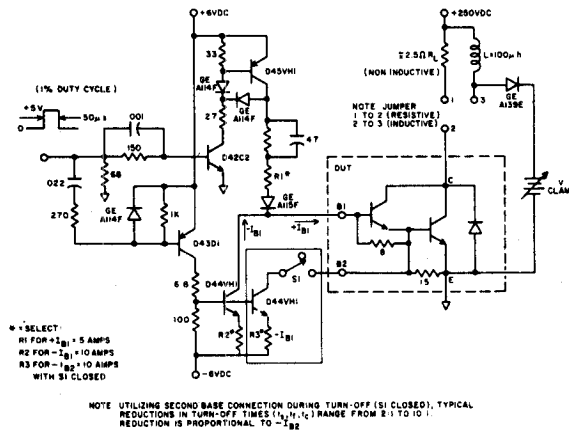 +6VDC
+250VDC
33
D45VH1
≈2.5Ω RL
L=100μh
(NON INDUCTIVE)
GE
A114F
(1% DUTY CYCLE)
+5V
50μs
0
GE
A114F
1
3
GE
A139E
27
.001
.47
NOTE JUMPER
1 TO 2 (RESISTIVE)
2 TO 3 (INDUCTIVE)
150
D42C2
R1*
2
68
DUT
V
CLAMP
.022
GE
A115F
C
270
GE
A114F
1K
-IB1
+IB1
B1
D43D1
8
S1
B2
6.8
15
E
D44VH1
D44VH1
100
R2*
R3*
-IB1
* = SELECT:
R1 FOR +IB1 = 5 AMPS
R2 FOR -IB1 = 10 AMPS
R3 FOR -IB2 = 10 AMPS
WITH S1 CLOSED
-6VDC
NOTE UTILIZING SECOND BASE CONNECTION DURING TURN-OFF (S1 CLOSED), TYPICAL
REDUCTIONS IN TURN-OFF TIMES (ts, tf, tc) RANGE FROM 2:1 TO 10:1.
REDUCTION IS PROPORTIONAL TO -IB2